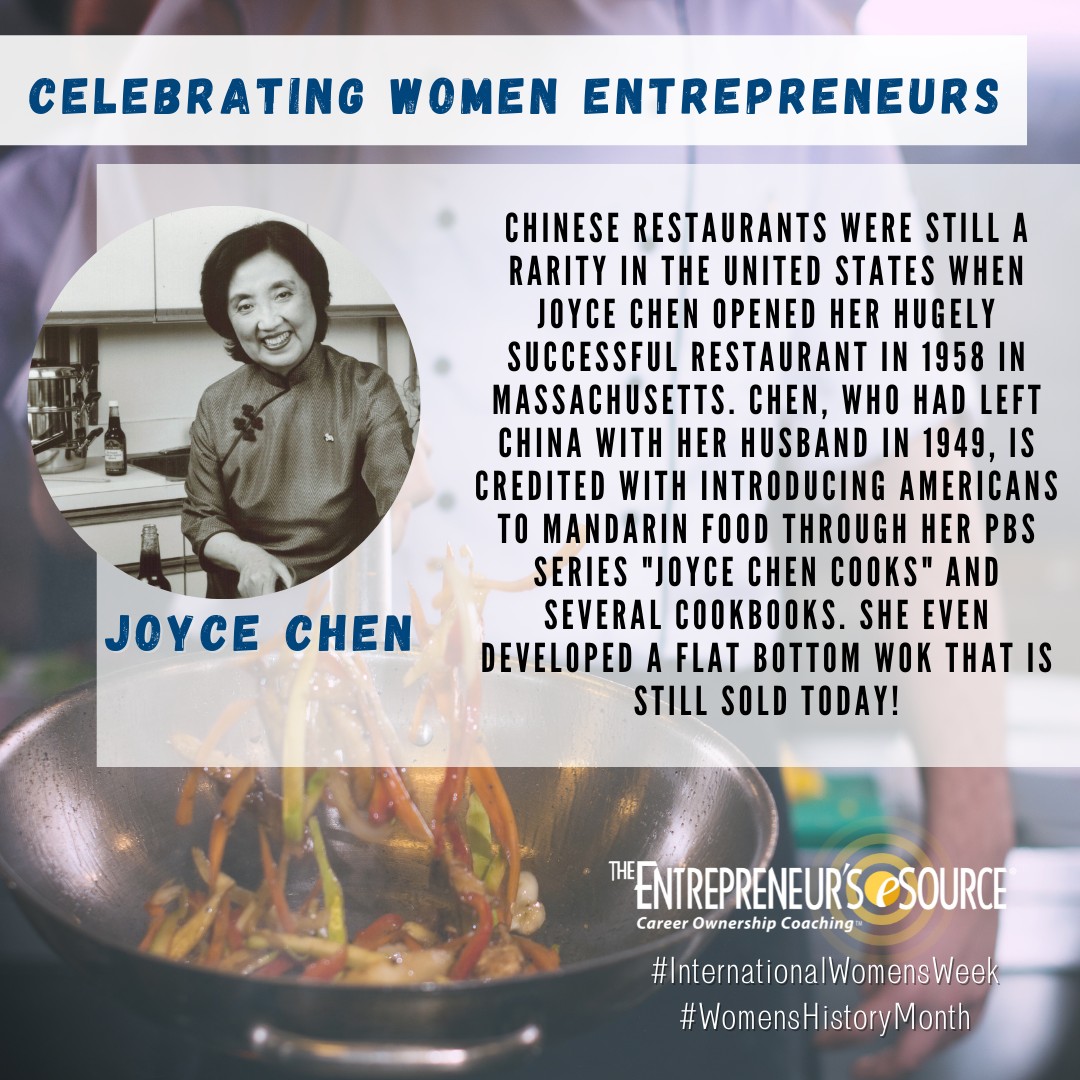 CELEBRATING WOMEN ENTREPRENEURS
CHINESE RESTAURANTS WERE STILL A
RARITY IN THE UNITED STATES WHEN
JOYCE CHEN OPENED HER HUGELY
SUCCESSFUL RESTAURANT IN 1958 IN
MASSACHUSETTS. CHEN, WHO HAD LEFT
CHINA WITH HER HUSBAND IN 1949, IS
CREDITED WITH INTRODUCING AMERICANS
TO MANDARIN FOOD THROUGH HER PBS
SERIES "JOYCE CHEN COOKS" AND
SEVERAL COOKBOOKS. SHE EVEN
DEVELOPED A FLAT BOTTOM WOK THAT IS
STILL SOLD TODAY!
JOYCE CHEN
THE ENTREPRENEUR'S eSOURCE
Career Ownership Coaching™
#InternationalWomensWeek
#WomensHistoryMonth